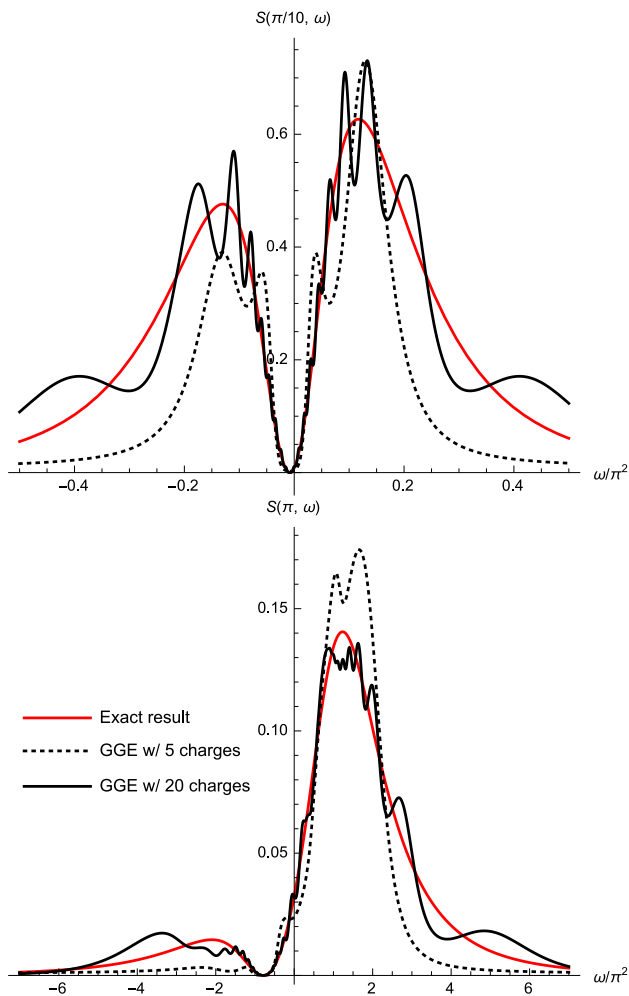 S(π/10, ω)
0.6
0.4
0.2
−0.4 −0.2 0.2 0.4 ω/π²
S(π, ω)
0.15
Exact result
GGE w/ 5 charges
0.10
GGE w/ 20 charges
0.05
−6 −4 −2 2 4 6 ω/π²